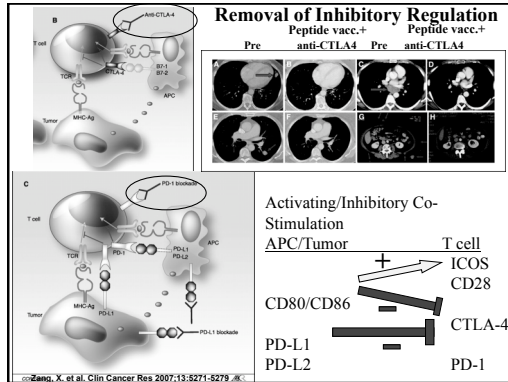 Removal of Inhibitory Regulation
Peptide vacc.+
Pre anti-CTLA4
Peptide vacc.+
Pre anti-CTLA4
A
B
C
D
E
F
G
H
B
Anti-CTLA-4
T cell
TCR
CTLA-4
B7-1
B7-2
APC
MHC-Ag
Tumor
C
PD-1 blockade
T cell
APC
TCR
PD-1
PD-L1
PD-L2
MHC-Ag
PD-L1
Tumor
PD-L1 blockade
Zang, X. et al. Clin Cancer Res 2007;13:5271-5279
Activating/Inhibitory Co-
Stimulation
APC/Tumor T cell
+
ICOS
CD28
CD80/CD86
CTLA-4
PD-L1
PD-L2 PD-1